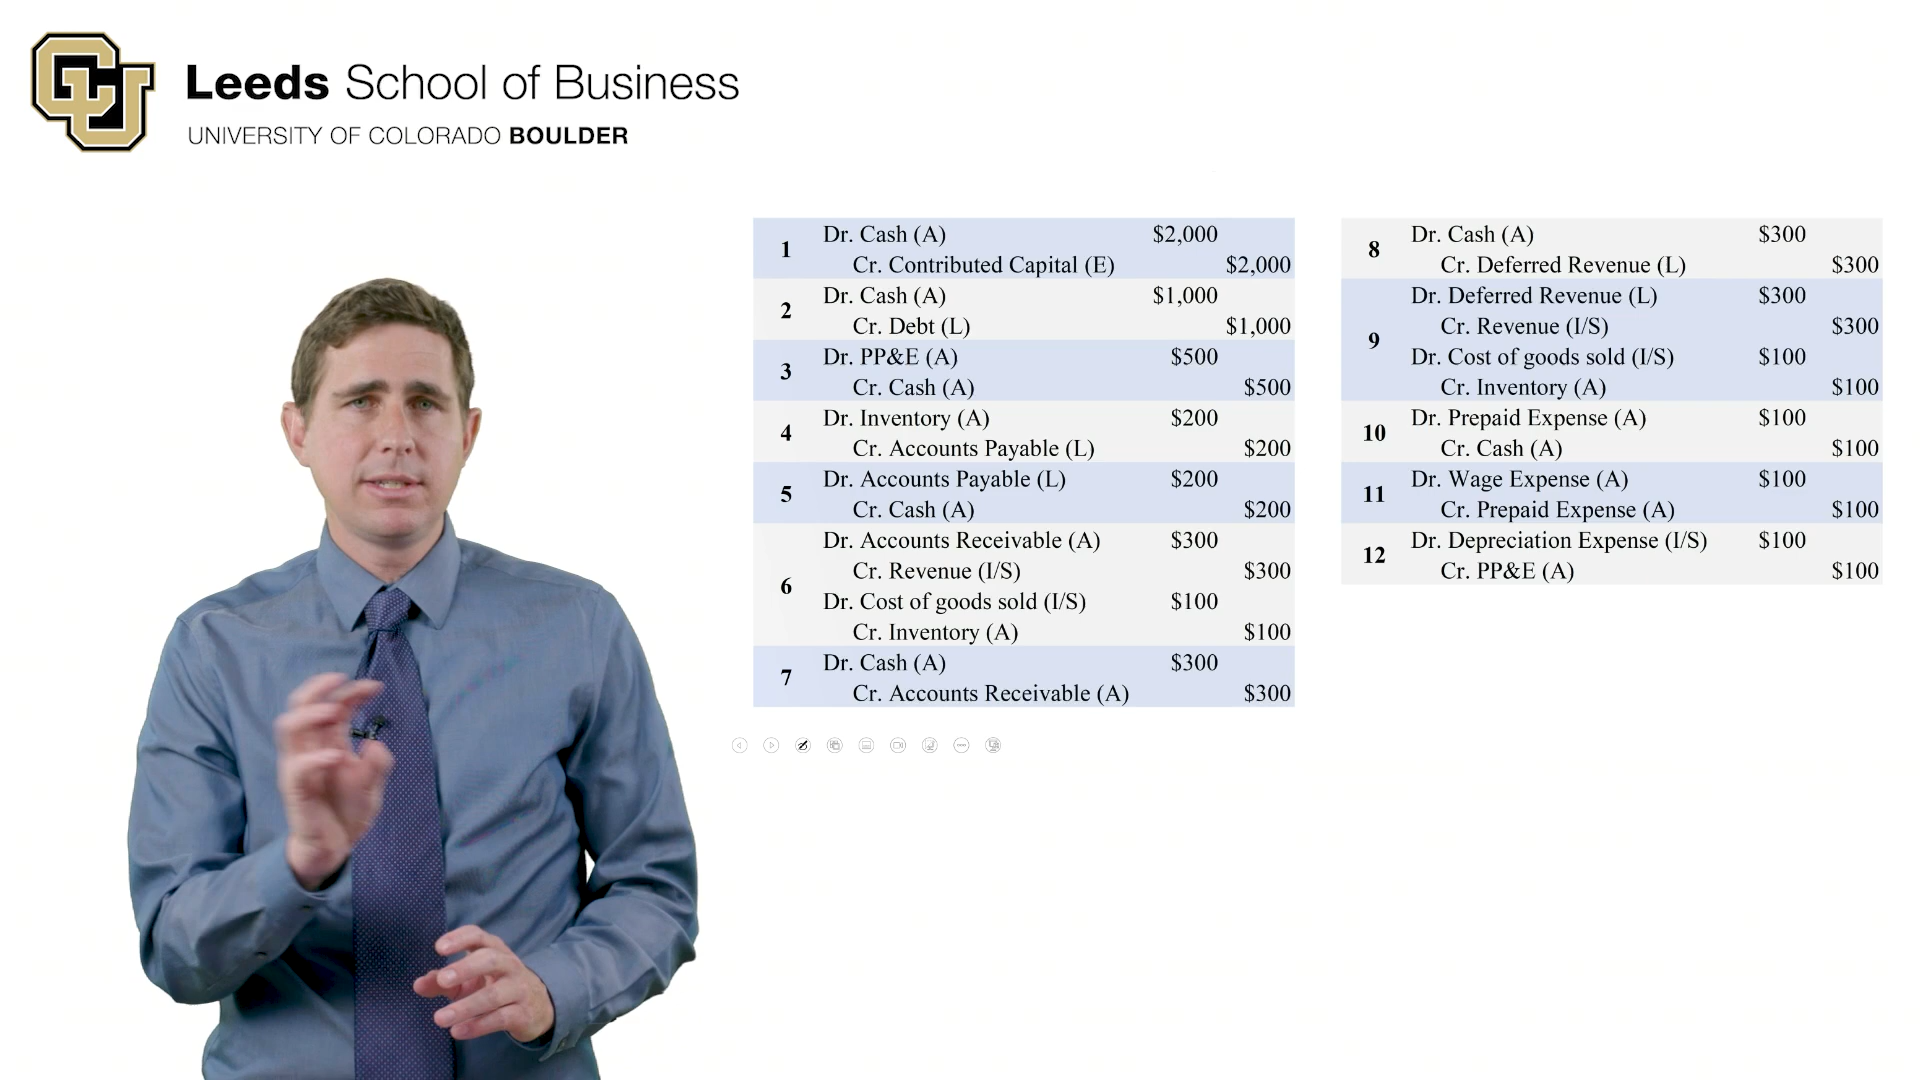 CU
Leeds School of Business
UNIVERSITY OF COLORADO BOULDER
1
Dr. Cash (A) $2,000
Cr. Contributed Capital (E) $2,000
2
Dr. Cash (A) $1,000
Cr. Debt (L) $1,000
3
Dr. PP&E (A) $500
Cr. Cash (A) $500
4
Dr. Inventory (A) $200
Cr. Accounts Payable (L) $200
5
Dr. Accounts Payable (L) $200
Cr. Cash (A) $200
6
Dr. Accounts Receivable (A) $300
Cr. Revenue (I/S) $300
Dr. Cost of goods sold (I/S) $100
Cr. Inventory (A) $100
7
Dr. Cash (A) $300
Cr. Accounts Receivable (A) $300
8
Dr. Cash (A) $300
Cr. Deferred Revenue (L) $300
9
Dr. Deferred Revenue (L) $300
Cr. Revenue (I/S) $300
Dr. Cost of goods sold (I/S) $100
Cr. Inventory (A) $100
10
Dr. Prepaid Expense (A) $100
Cr. Cash (A) $100
11
Dr. Wage Expense (A) $100
Cr. Prepaid Expense (A) $100
12
Dr. Depreciation Expense (I/S) $100
Cr. PP&E (A) $100